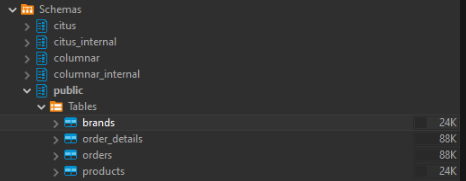 Schemas
citus
citus_internal
columnar
columnar_internal
public
Tables
brands 24K
order_details 88K
orders 88K
products 24K